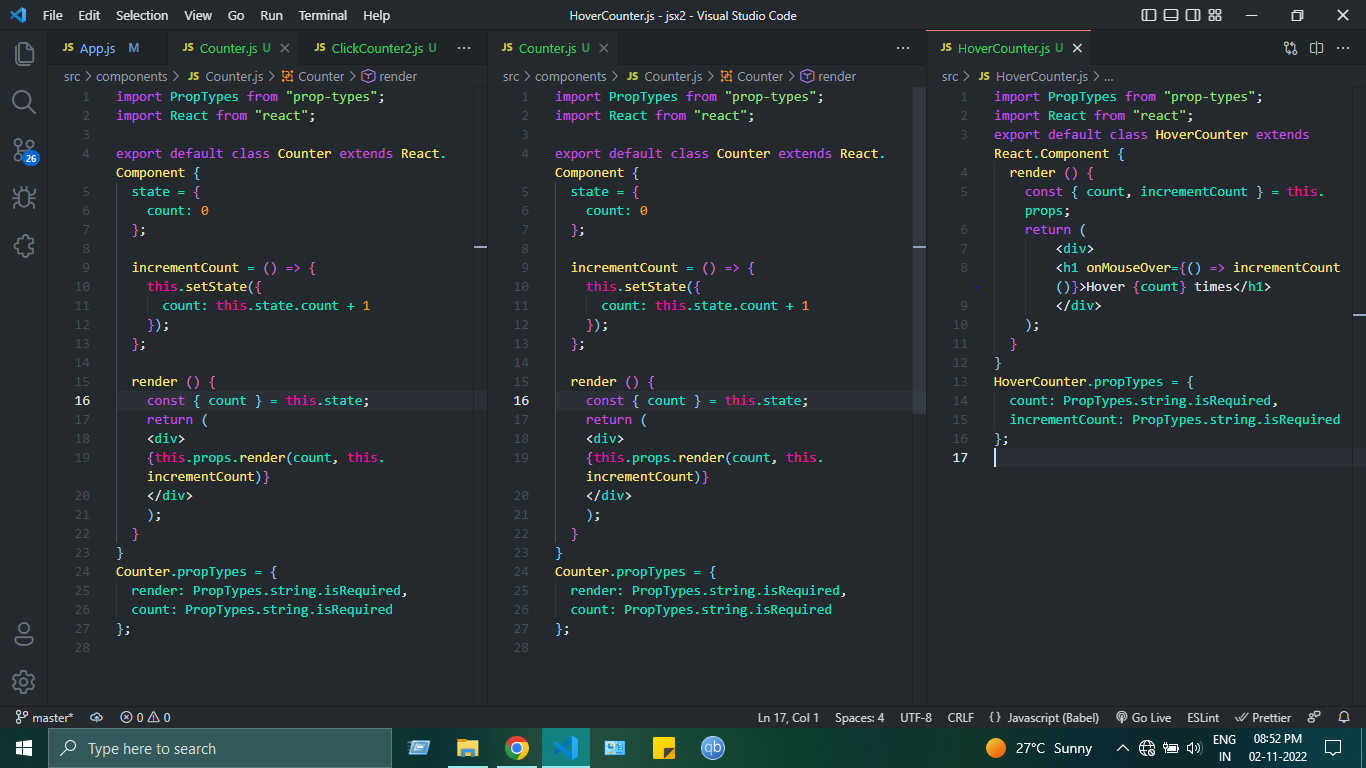 File Edit Selection View Go Run Terminal Help HoverCounter.js - jsx2 - Visual Studio Code
JS App.js M JS Counter.js U JS ClickCounter2.js U ···
src > components > JS Counter.js > Counter > render
1 import PropTypes from "prop-types";
2 import React from "react";
3
4 export default class Counter extends React.
Component {
5 state = {
6 count: 0
7 };
8
9 incrementCount = () => {
10 this.setState({
11 count: this.state.count + 1
12 });
13 };
14
15 render () {
16 const { count } = this.state;
17 return (
18 <div>
19 {this.props.render(count, this.
incrementCount)}
20 </div>
21 );
22 }
23 }
24 Counter.propTypes = {
25 render: PropTypes.string.isRequired,
26 count: PropTypes.string.isRequired
27 };
28
JS Counter.js U ···
src > components > JS Counter.js > Counter > render
1 import PropTypes from "prop-types";
2 import React from "react";
3
4 export default class Counter extends React.
Component {
5 state = {
6 count: 0
7 };
8
9 incrementCount = () => {
10 this.setState({
11 count: this.state.count + 1
12 });
13 };
14
15 render () {
16 const { count } = this.state;
17 return (
18 <div>
19 {this.props.render(count, this.
incrementCount)}
20 </div>
21 );
22 }
23 }
24 Counter.propTypes = {
25 render: PropTypes.string.isRequired,
26 count: PropTypes.string.isRequired
27 };
28
JS HoverCounter.js U ···
src > JS HoverCounter.js > ...
1 import PropTypes from "prop-types";
2 import React from "react";
3 export default class HoverCounter extends
React.Component {
4 render () {
5 const { count, incrementCount } = this.
props;
6 return (
7 <div>
8 <h1 onMouseOver={() => incrementCount
()}>Hover {count} times</h1>
9 </div>
10 );
11 }
12 }
13 HoverCounter.propTypes = {
14 count: PropTypes.string.isRequired,
15 incrementCount: PropTypes.string.isRequired
16 };
17
26
master* 0 0 Ln 17, Col 1 Spaces: 4 UTF-8 CRLF {} Javascript (Babel) Go Live ESLint Prettier
Type here to search qb 27°C Sunny ENG 08:52 PM
IN 02-11-2022